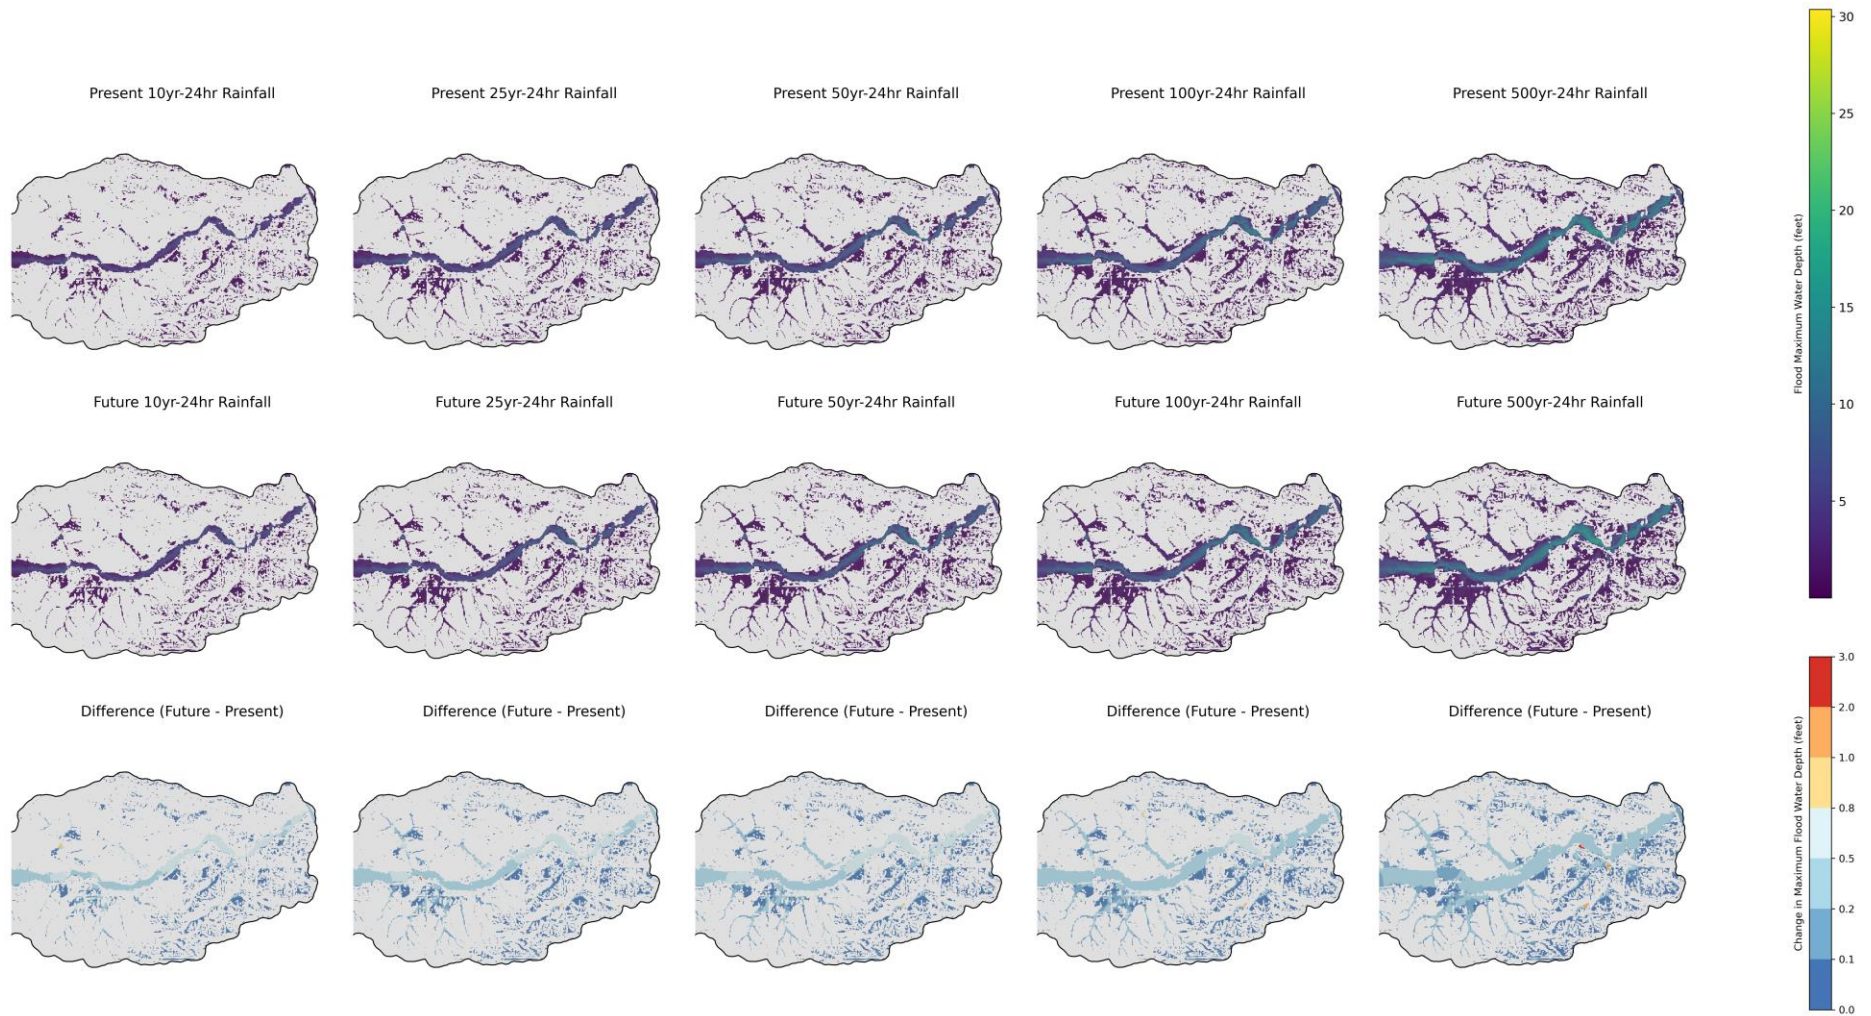 Present 10yr-24hr Rainfall
Present 25yr-24hr Rainfall
Present 50yr-24hr Rainfall
Present 100yr-24hr Rainfall
Present 500yr-24hr Rainfall
Future 10yr-24hr Rainfall
Future 25yr-24hr Rainfall
Future 50yr-24hr Rainfall
Future 100yr-24hr Rainfall
Future 500yr-24hr Rainfall
Difference (Future - Present)
Difference (Future - Present)
Difference (Future - Present)
Difference (Future - Present)
Difference (Future - Present)
30
25
20
15
10
5
Flood Maximum Water Depth (feet)
3.0
2.0
1.0
0.8
0.5
0.2
0.1
0.0
Change in Maximum Flood Water Depth (feet)